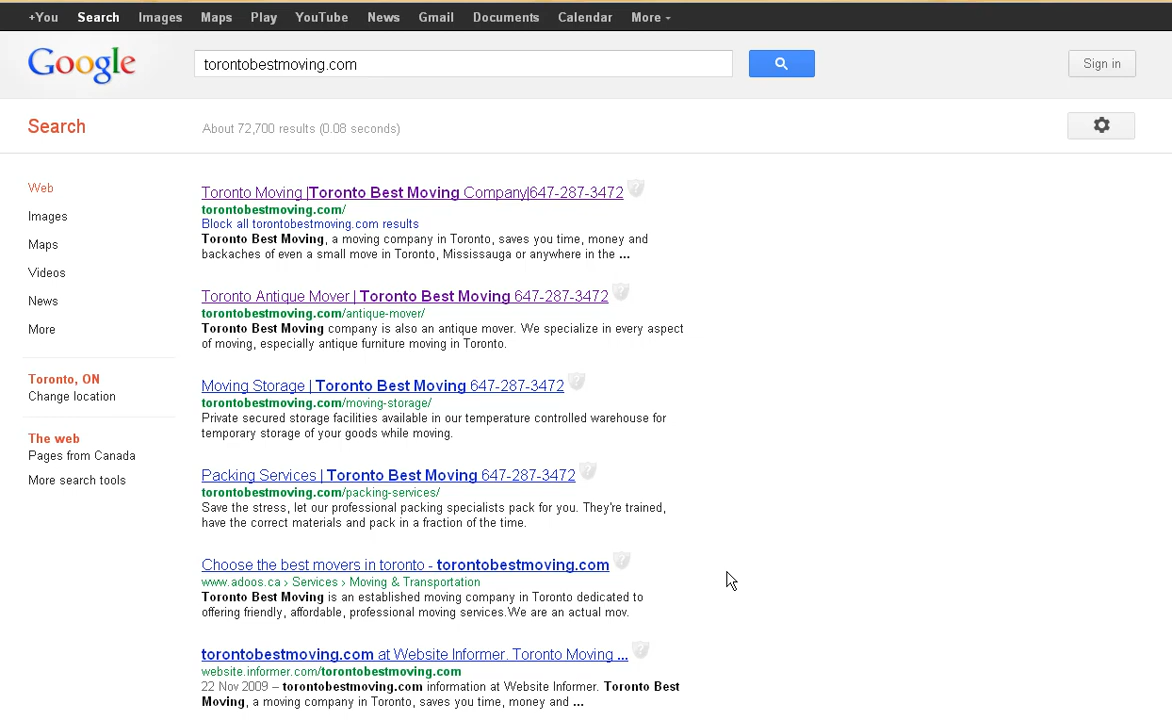 +You Search Images Maps Play YouTube News Gmail Documents Calendar More
Google torontobestmoving.com Sign in
Search About 72,700 results (0.08 seconds)
Web
Images
Maps
Videos
News
More
Toronto, ON
Change location
The web
Pages from Canada
More search tools
Toronto Moving |Toronto Best Moving Company|647-287-3472 ?
torontobestmoving.com/
Block all torontobestmoving.com results
Toronto Best Moving, a moving company in Toronto, saves you time, money and
backaches of even a small move in Toronto, Mississauga or anywhere in the ...
Toronto Antique Mover | Toronto Best Moving 647-287-3472 ?
torontobestmoving.com/antique-mover/
Toronto Best Moving company is also an antique mover. We specialize in every aspect
of moving, especially antique furniture moving in Toronto.
Moving Storage | Toronto Best Moving 647-287-3472 ?
torontobestmoving.com/moving-storage/
Private secured storage facilities available in our temperature controlled warehouse for
temporary storage of your goods while moving.
Packing Services | Toronto Best Moving 647-287-3472 ?
torontobestmoving.com/packing-services/
Save the stress, let our professional packing specialists pack for you. They're trained,
have the correct materials and pack in a fraction of the time.
Choose the best movers in toronto - torontobestmoving.com ?
www.adoos.ca › Services › Moving & Transportation
Toronto Best Moving is an established moving company in Toronto dedicated to
offering friendly, affordable, professional moving services.We are an actual mov.
torontobestmoving.com at Website Informer. Toronto Moving ... ?
website.informer.com/torontobestmoving.com
22 Nov 2009 – torontobestmoving.com information at Website Informer. Toronto Best
Moving, a moving company in Toronto, saves you time, money and ...